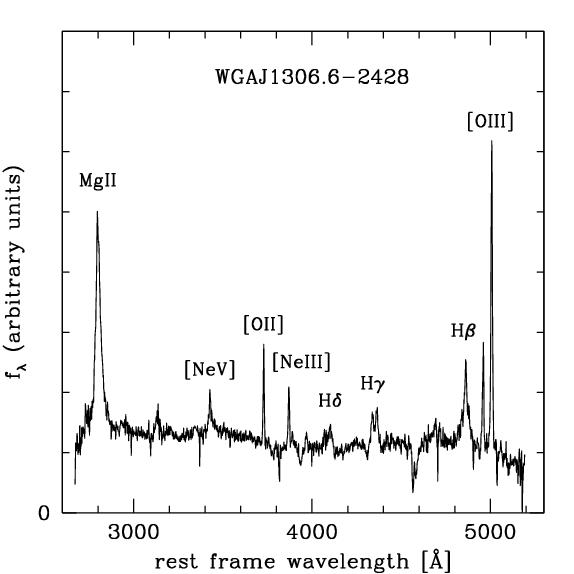 WGAJ1306.6−2428
[OIII]
MgII
Hβ
[OII]
[NeV]
[NeIII]
Hδ
Hγ
fλ (arbitrary units)
0
3000 4000 5000
rest frame wavelength [Å]